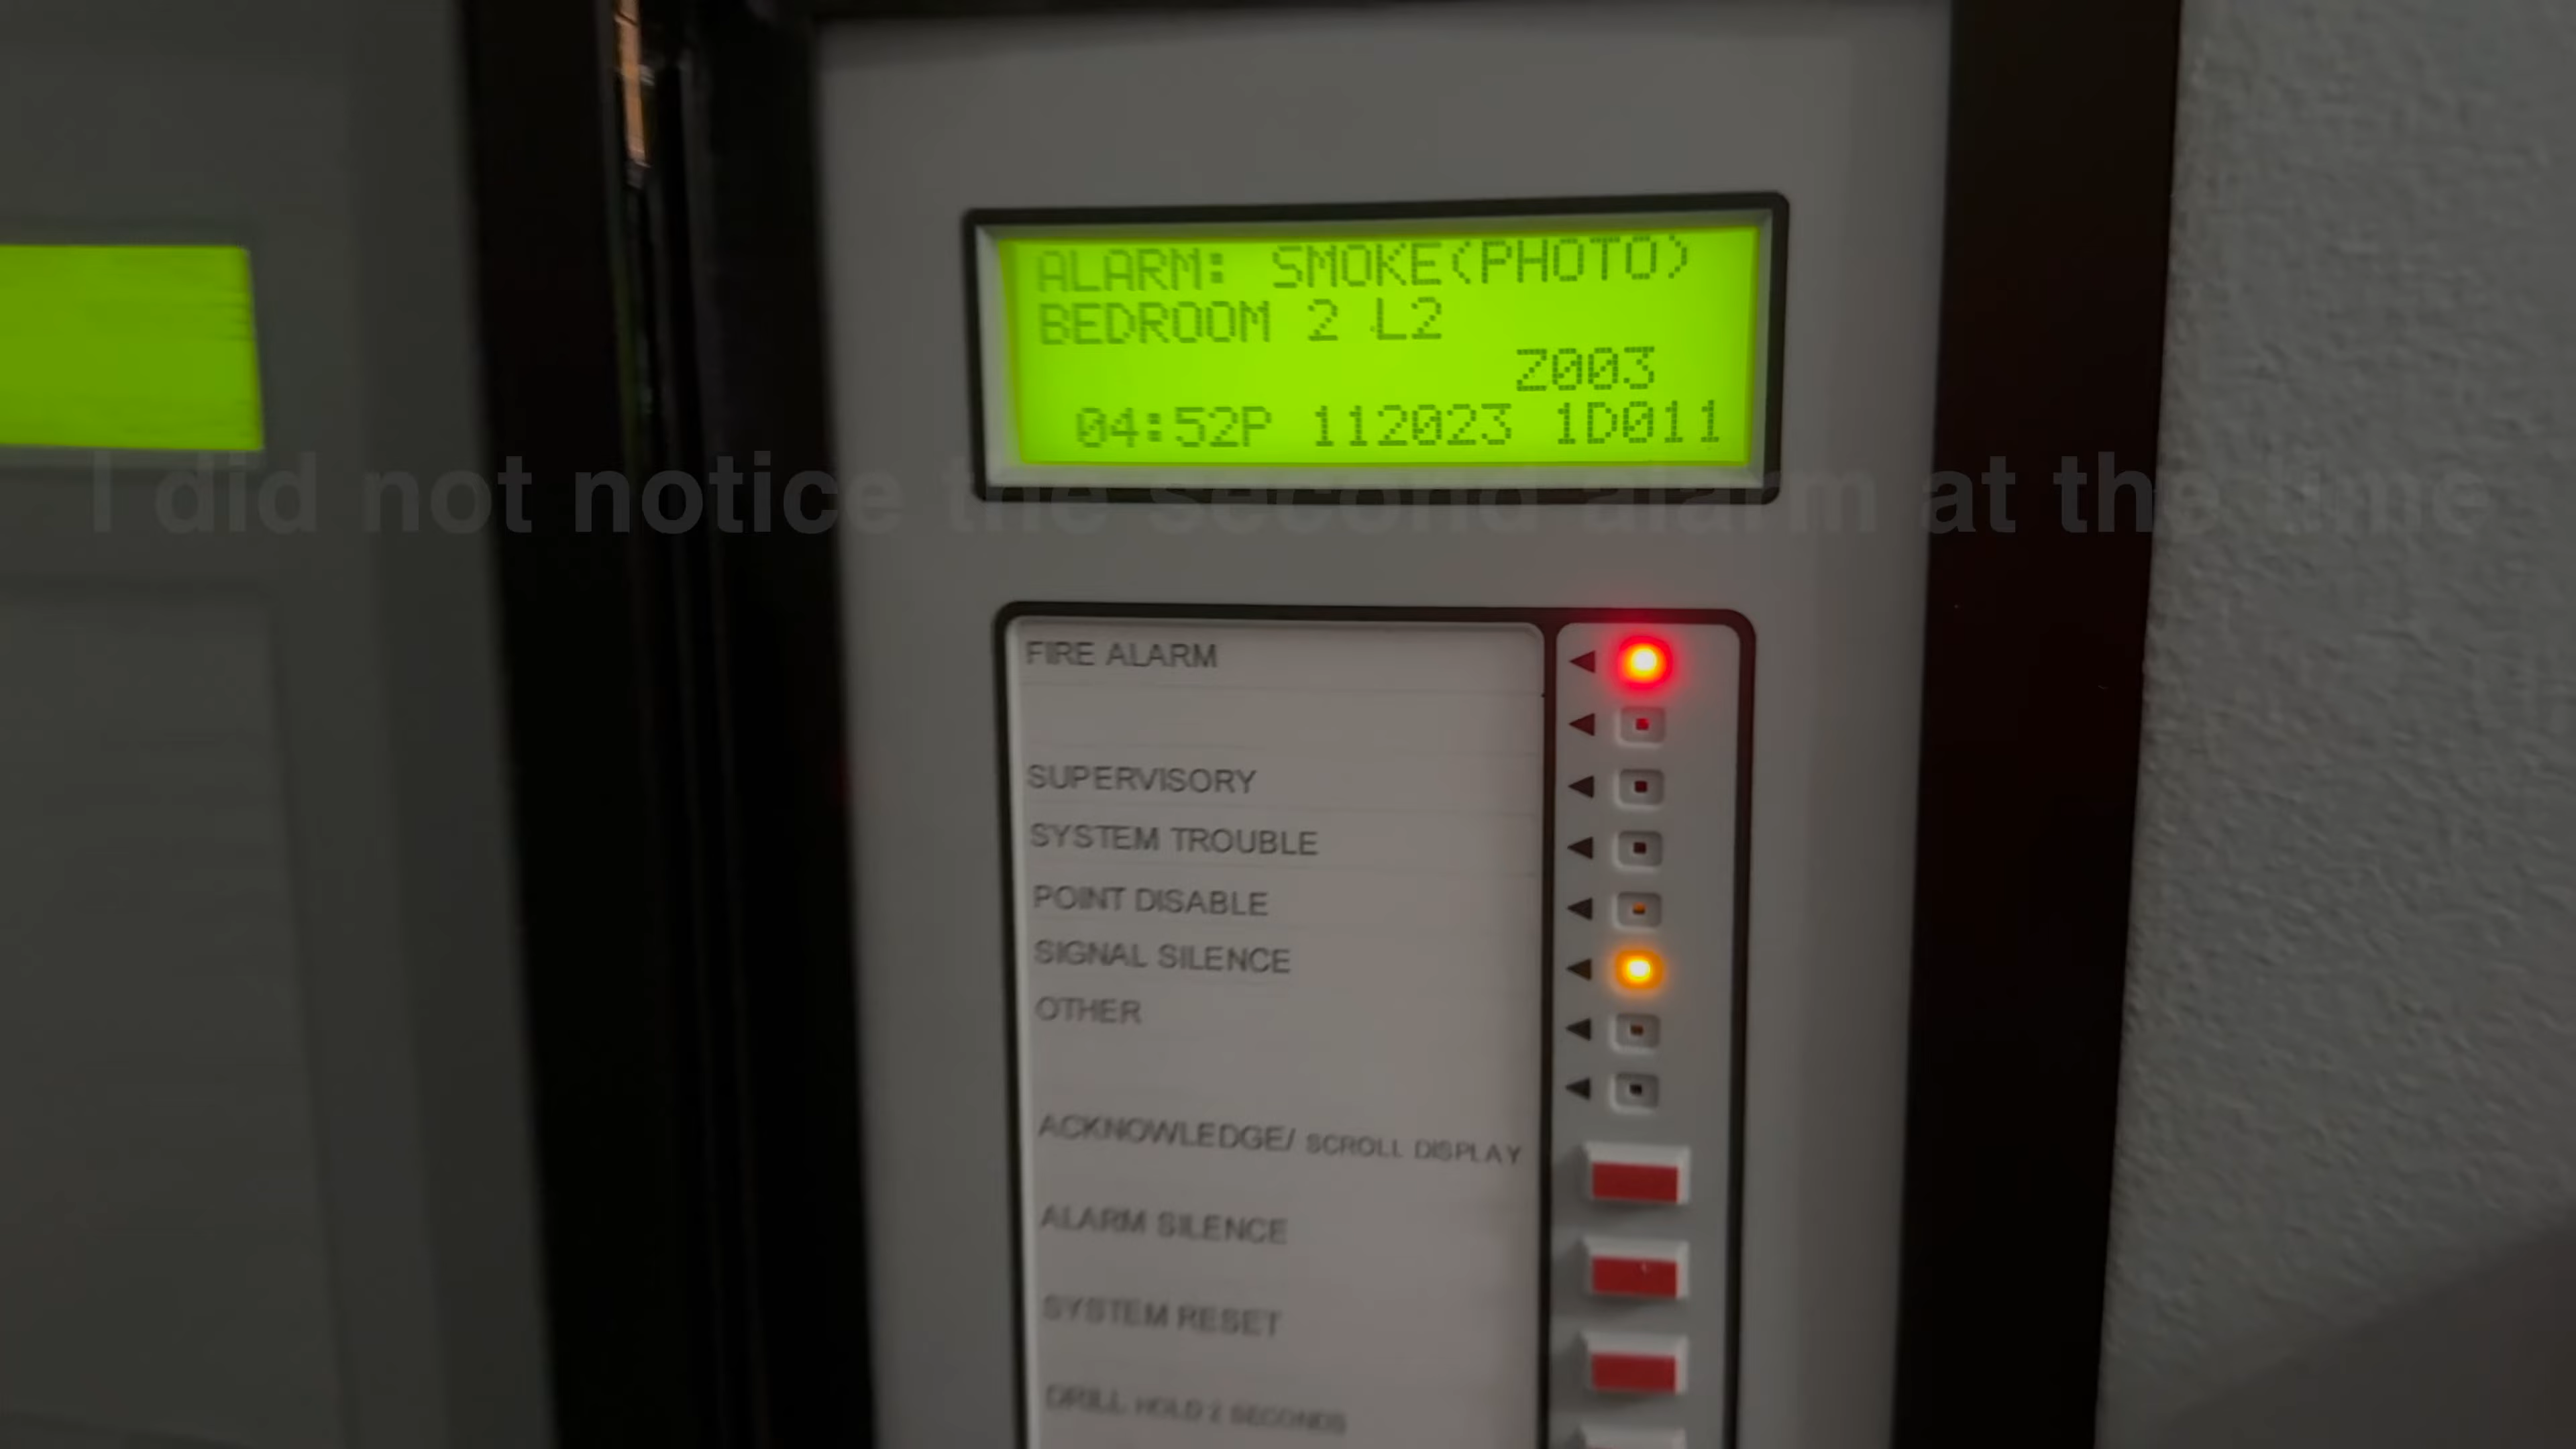 ALARM: SMOKE(PHOTO)
BEDROOM 2 L2
Z003
04:52P 112023 1D011
I did not notice the second alarm at the time
FIRE ALARM
SUPERVISORY
SYSTEM TROUBLE
POINT DISABLE
SIGNAL SILENCE
OTHER
ACKNOWLEDGE/ SCROLL DISPLAY
ALARM SILENCE
SYSTEM RESET
DRILL HOLD 2 SECONDS